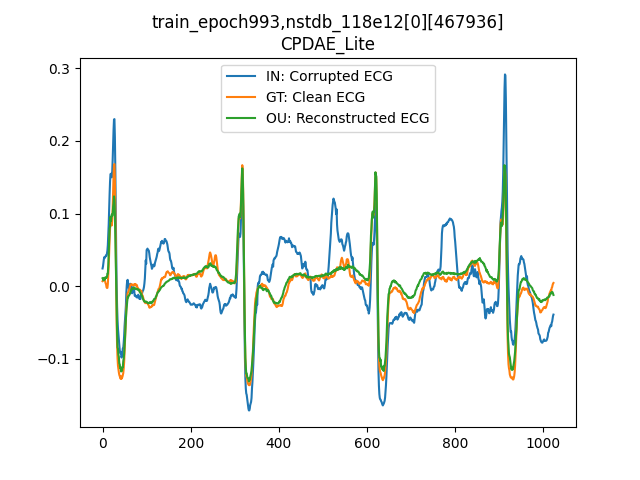 train_epoch993,nstdb_118e12[0][467936]
CPDAE_Lite
IN: Corrupted ECG
GT: Clean ECG
OU: Reconstructed ECG
0.3
0.2
0.1
0.0
−0.1
0 200 400 600 800 1000